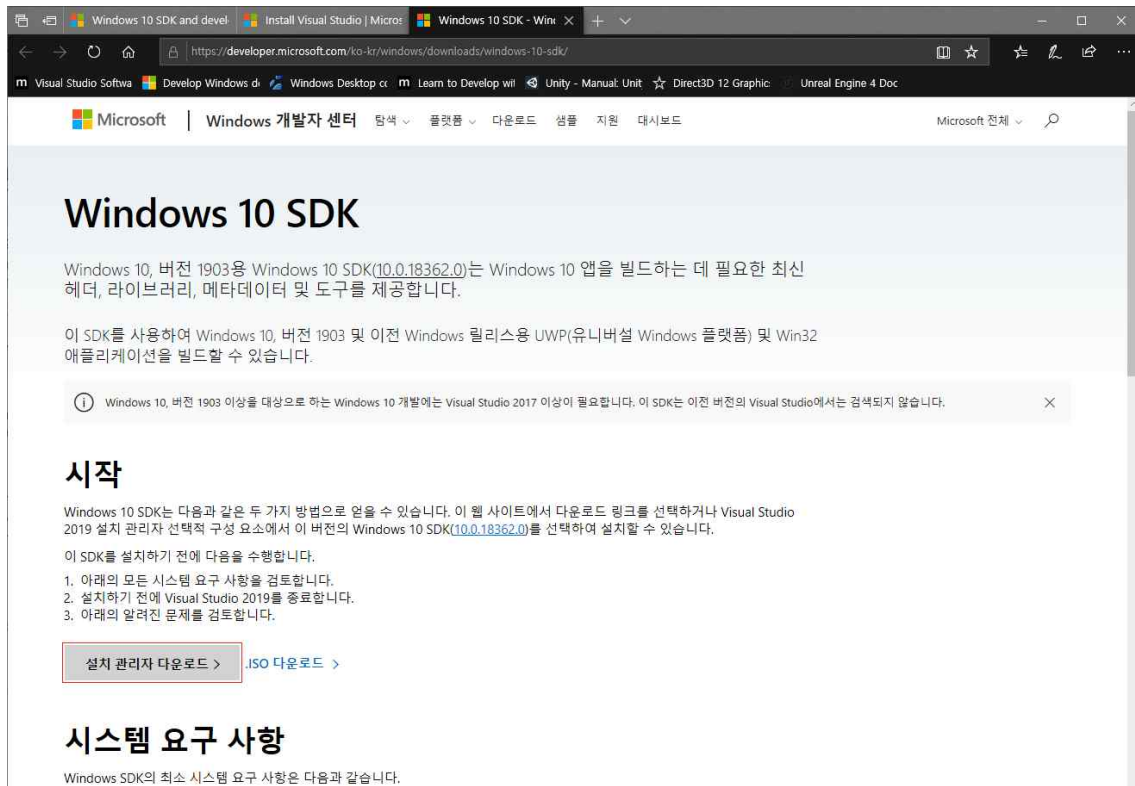 Windows 10 SDK and devel
Install Visual Studio | Micros
Windows 10 SDK - Win
https://developer.microsoft.com/ko-kr/windows/downloads/windows-10-sdk/
Visual Studio Softwa
Develop Windows d
Windows Desktop cc
Learn to Develop wit
Unity - Manual: Unit
Direct3D 12 Graphic
Unreal Engine 4 Doc
Microsoft | Windows 개발자 센터 탐색 플랫폼 다운로드 샘플 지원 대시보드 Microsoft 전체
Windows 10 SDK
Windows 10, 버전 1903용 Windows 10 SDK(10.0.18362.0)는 Windows 10 앱을 빌드하는 데 필요한 최신
헤더, 라이브러리, 메타데이터 및 도구를 제공합니다.
이 SDK를 사용하여 Windows 10, 버전 1903 및 이전 Windows 릴리스용 UWP(유니버설 Windows 플랫폼) 및 Win32
애플리케이션을 빌드할 수 있습니다.
Windows 10, 버전 1903 이상을 대상으로 하는 Windows 10 개발에는 Visual Studio 2017 이상이 필요합니다. 이 SDK는 이전 버전의 Visual Studio에서는 검색되지 않습니다.
시작
Windows 10 SDK는 다음과 같은 두 가지 방법으로 얻을 수 있습니다. 이 웹 사이트에서 다운로드 링크를 선택하거나 Visual Studio
2019 설치 관리자 선택적 구성 요소에서 이 버전의 Windows 10 SDK(10.0.18362.0)를 선택하여 설치할 수 있습니다.
이 SDK를 설치하기 전에 다음을 수행합니다.
1. 아래의 모든 시스템 요구 사항을 검토합니다.
2. 설치하기 전에 Visual Studio 2019를 종료합니다.
3. 아래의 알려진 문제를 검토합니다.
설치 관리자 다운로드 > .ISO 다운로드 >
시스템 요구 사항
Windows SDK의 최소 시스템 요구 사항은 다음과 같습니다.